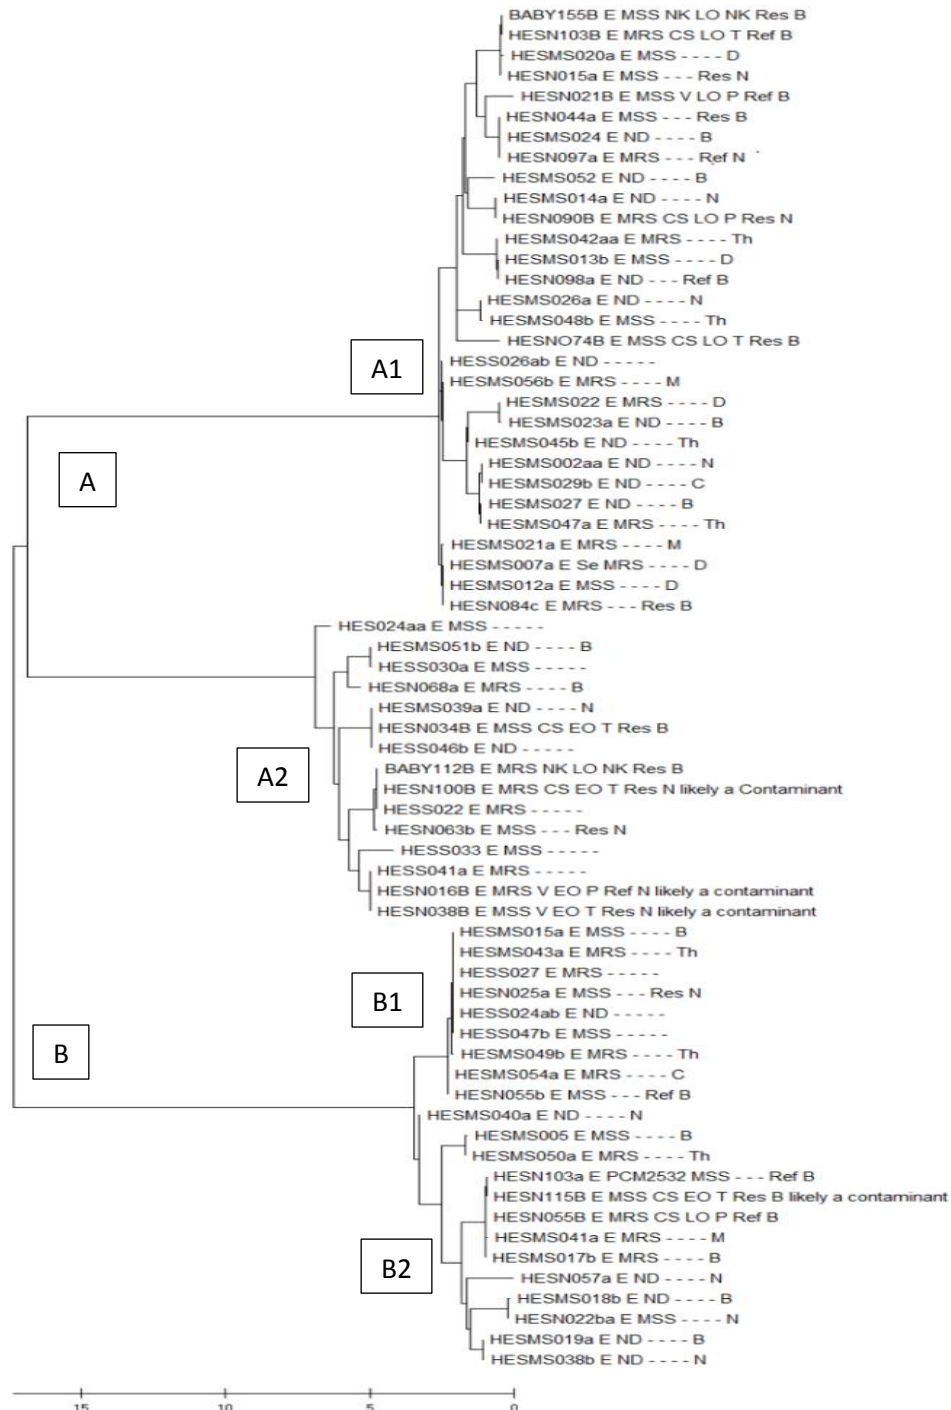 BABY155B E MSS NK LO NK Res B
HESN103B E MRS CS LO T Ref B
HESMS020a E MSS - - - - D
HESN015a E MSS - - - Res N
HESN021B E MSS V LO P Ref B
HESN044a E MSS - - - Res B
HESMS024 E ND - - - - B
HESN097a E MRS - - - Ref N
HESMS052 E ND - - - - B
HESMS014a E ND - - - - N
HESN090B E MRS CS LO P Res N
HESMS042aa E MRS - - - - Th
HESMS013b E MSS - - - - D
HESN098a E ND - - - Ref B
HESMS026a E ND - - - - N
HESMS048b E MSS - - - - Th
HESNO74B E MSS CS LO T Res B
A1
HESS026ab E ND - - - - -
HESMS056b E MRS - - - - M
HESMS022 E MRS - - - - D
HESMS023a E ND - - - - B
HESMS045b E ND - - - - Th
HESMS002aa E ND - - - - N
A
HESMS029b E ND - - - - C
HESMS027 E ND - - - - B
HESMS047a E MRS - - - - Th
HESMS021a E MRS - - - - M
HESMS007a E Se MRS - - - - D
HESMS012a E MSS - - - - D
HESN084c E MRS - - - Res B
HES024aa E MSS - - - - -
HESMS051b E ND - - - - B
HESS030a E MSS - - - - -
HESN068a E MRS - - - - B
HESMS039a E ND - - - - N
HESN034B E MSS CS EO T Res B
HESS046b E ND - - - - -
A2
BABY112B E MRS NK LO NK Res B
HESN100B E MRS CS EO T Res N likely a Contaminant
HESS022 E MRS - - - - -
HESN063b E MSS - - - Res N
HESS033 E MSS - - - - -
HESS041a E MRS - - - - -
HESN016B E MRS V EO P Ref N likely a contaminant
HESN038B E MSS V EO T Res N likely a contaminant
HESMS015a E MSS - - - - B
HESMS043a E MRS - - - - Th
HESS027 E MRS - - - - -
B1
HESN025a E MSS - - - Res N
HESS024ab E ND - - - - -
HESS047b E MSS - - - - -
B
HESMS049b E MRS - - - - Th
HESMS054a E MRS - - - - C
HESN055b E MSS - - - Ref B
HESMS040a E ND - - - - N
HESMS005 E MSS - - - - B
HESMS050a E MRS - - - - Th
HESN103a E PCM2532 MSS - - - Ref B
HESN115B E MSS CS EO T Res B likely a contaminant
HESN055B E MRS CS LO P Ref B
HESMS041a E MRS - - - - M
HESMS017b E MRS - - - - B
B2
HESN057a E ND - - - - N
HESMS018b E ND - - - - B
HESN022ba E MSS - - - - N
HESMS019a E ND - - - - B
HESMS038b E ND - - - - N
15 10 5 0